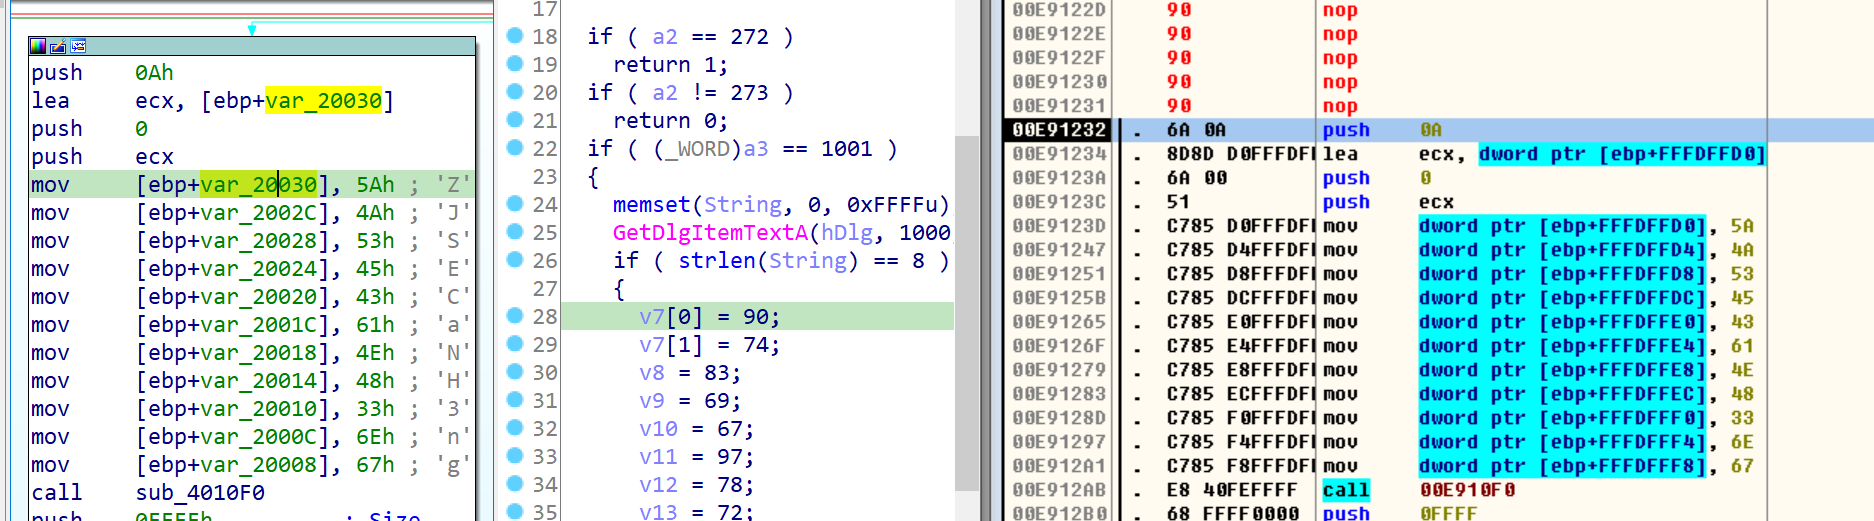 push 0Ah
lea ecx, [ebp+var_20030]
push 0
push ecx
mov [ebp+var_20030], 5Ah ; 'Z'
mov [ebp+var_2002C], 4Ah ; 'J'
mov [ebp+var_20028], 53h ; 'S'
mov [ebp+var_20024], 45h ; 'E'
mov [ebp+var_20020], 43h ; 'C'
mov [ebp+var_2001C], 61h ; 'a'
mov [ebp+var_20018], 4Eh ; 'N'
mov [ebp+var_20014], 48h ; 'H'
mov [ebp+var_20010], 33h ; '3'
mov [ebp+var_2000C], 6Eh ; 'n'
mov [ebp+var_20008], 67h ; 'g'
call sub_4010F0
push 0FFFFh ; Size
17
18 if ( a2 == 272 )
19 return 1;
20 if ( a2 != 273 )
21 return 0;
22 if ( (_WORD)a3 == 1001 )
23 {
24 memset(String, 0, 0xFFFFu)
25 GetDlgItemTextA(hDlg, 1000,
26 if ( strlen(String) == 8 )
27 {
28 v7[0] = 90;
29 v7[1] = 74;
30 v8 = 83;
31 v9 = 69;
32 v10 = 67;
33 v11 = 97;
34 v12 = 78;
35 v13 = 72;
00E9122D 90 nop
00E9122E 90 nop
00E9122F 90 nop
00E91230 90 nop
00E91231 90 nop
00E91232 . 6A 0A push 0A
00E91234 . 8D8D D0FFFDF lea ecx, dword ptr [ebp+FFFDFFD0]
00E9123A . 6A 00 push 0
00E9123C . 51 push ecx
00E9123D . C785 D0FFFDF mov dword ptr [ebp+FFFDFFD0], 5A
00E91247 . C785 D4FFFDF mov dword ptr [ebp+FFFDFFD4], 4A
00E91251 . C785 D8FFFDF mov dword ptr [ebp+FFFDFFD8], 53
00E9125B . C785 DCFFFDF mov dword ptr [ebp+FFFDFFDC], 45
00E91265 . C785 E0FFFDF mov dword ptr [ebp+FFFDFFE0], 43
00E9126F . C785 E4FFFDF mov dword ptr [ebp+FFFDFFE4], 61
00E91279 . C785 E8FFFDF mov dword ptr [ebp+FFFDFFE8], 4E
00E91283 . C785 ECFFFDF mov dword ptr [ebp+FFFDFFEC], 48
00E9128D . C785 F0FFFDF mov dword ptr [ebp+FFFDFFF0], 33
00E91297 . C785 F4FFFDF mov dword ptr [ebp+FFFDFFF4], 6E
00E912A1 . C785 F8FFFDF mov dword ptr [ebp+FFFDFFF8], 67
00E912AB . E8 40FEFFFF call 00E910F0
00E912B0 . 68 FFFF0000 push 0FFFF